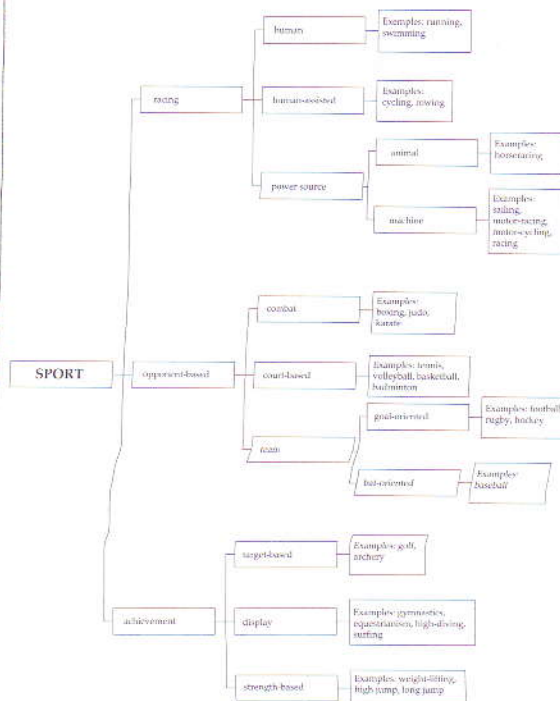 human
Exemples: running,
swimming
racing
human-assisted
Examples:
cycling, rowing
animal
Examples:
horseracing
power source
machine
Examples:
sailing,
motor-racing,
motor-cycling,
racing
combat
Examples:
boxing, judo,
karate
SPORT
opponent-based
court-based
Examples: tennis,
volleyball, basketball,
badminton
goal-oriented
Examples: football
rugby, hockey
team
bat-oriented
Examples:
baseball
target-based
Examples: golf,
archery
achievement
display
Examples: gymnastics,
equestrianism, high-diving,
surfing
strength-based
Examples: weight-lifting,
high jump, long jump